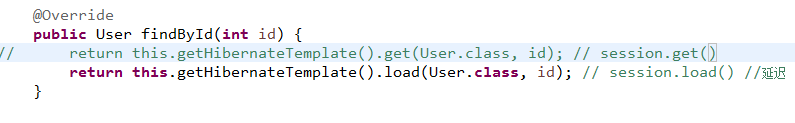 @Override
public User findById(int id) {
//      return this.getHibernateTemplate().get(User.class, id); // session.get()
return this.getHibernateTemplate().load(User.class, id); // session.load() //延迟
}